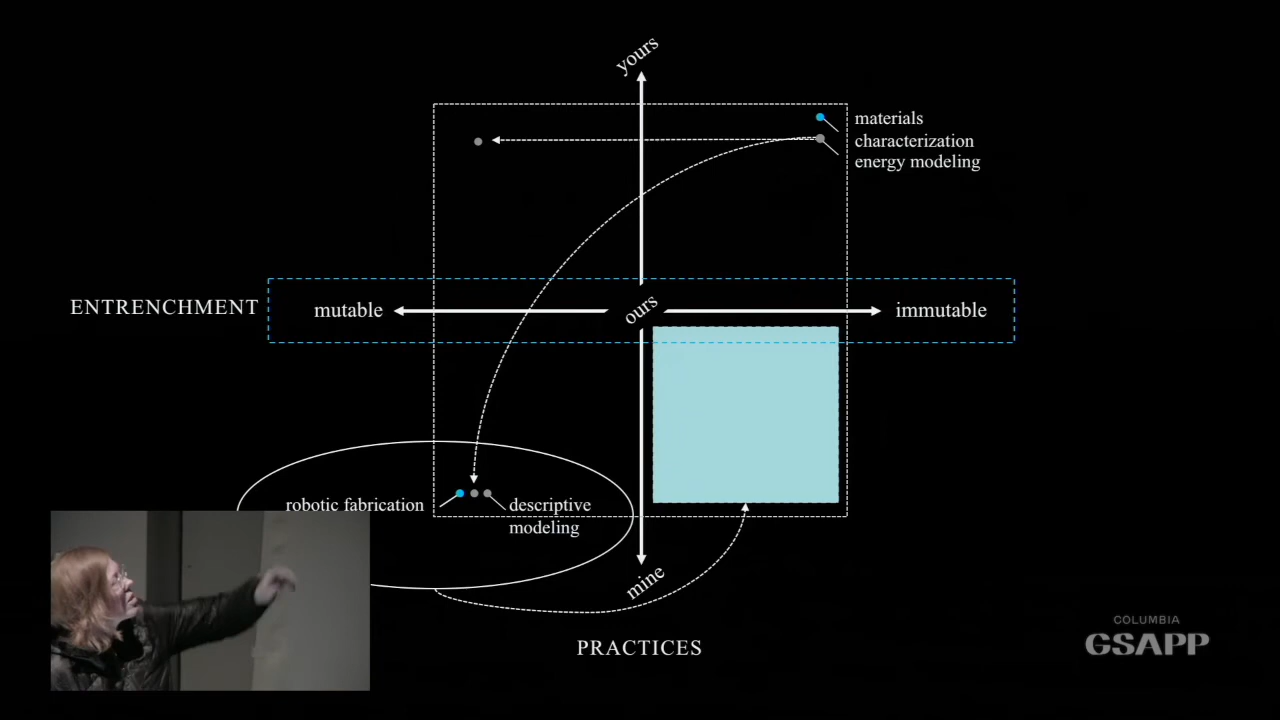 yours
materials
characterization
energy modeling
ENTRENCHMENT
mutable
ours
immutable
robotic fabrication
descriptive
modeling
mine
PRACTICES
COLUMBIA
GSAPP